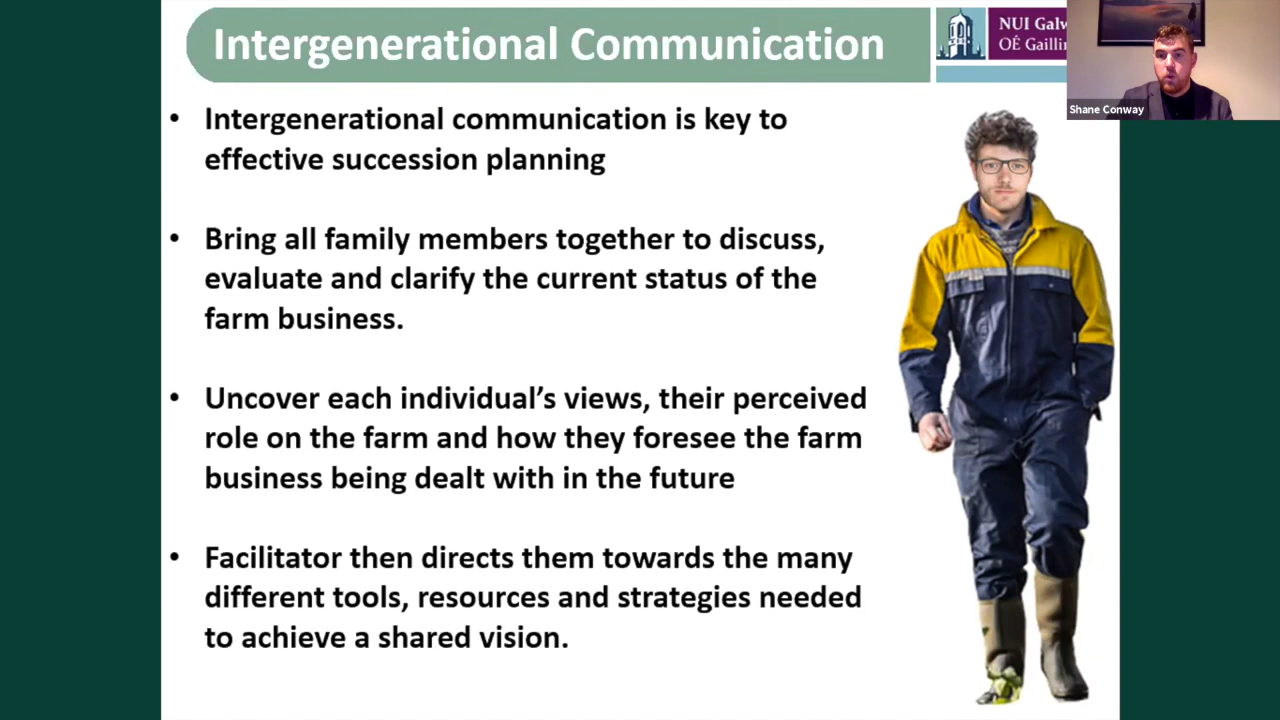 Intergenerational Communication
NUI Galw
OÉ Gaillin
Shane Conway
• Intergenerational communication is key to
effective succession planning
• Bring all family members together to discuss,
evaluate and clarify the current status of the
farm business.
• Uncover each individual’s views, their perceived
role on the farm and how they foresee the farm
business being dealt with in the future
• Facilitator then directs them towards the many
different tools, resources and strategies needed
to achieve a shared vision.